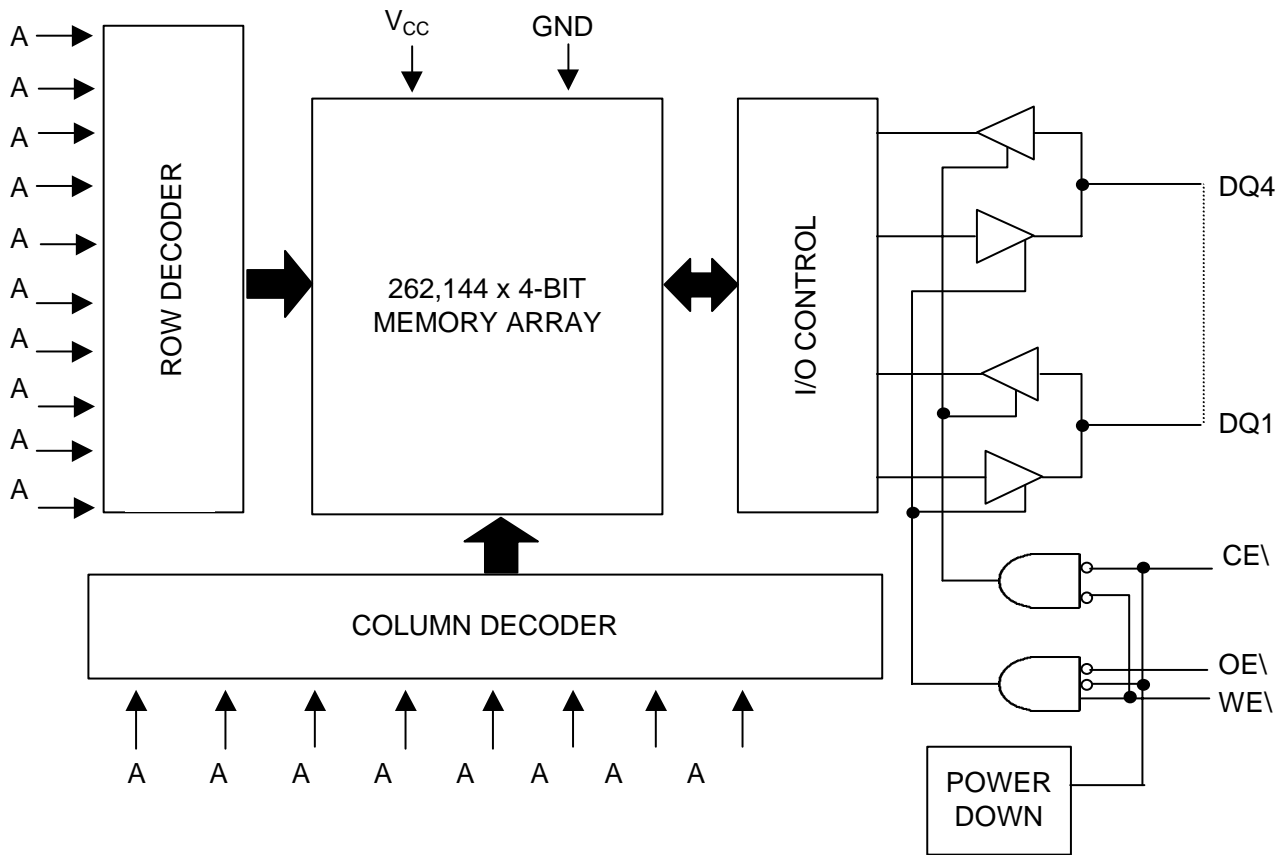 V_CC
GND
A
A
A
A
A
A
A
A
A
A
ROW DECODER
262,144 x 4-BIT
MEMORY ARRAY
I/O CONTROL
DQ4
DQ1
CE\
OE\
WE\
COLUMN DECODER
A A A A A A A A
POWER
DOWN